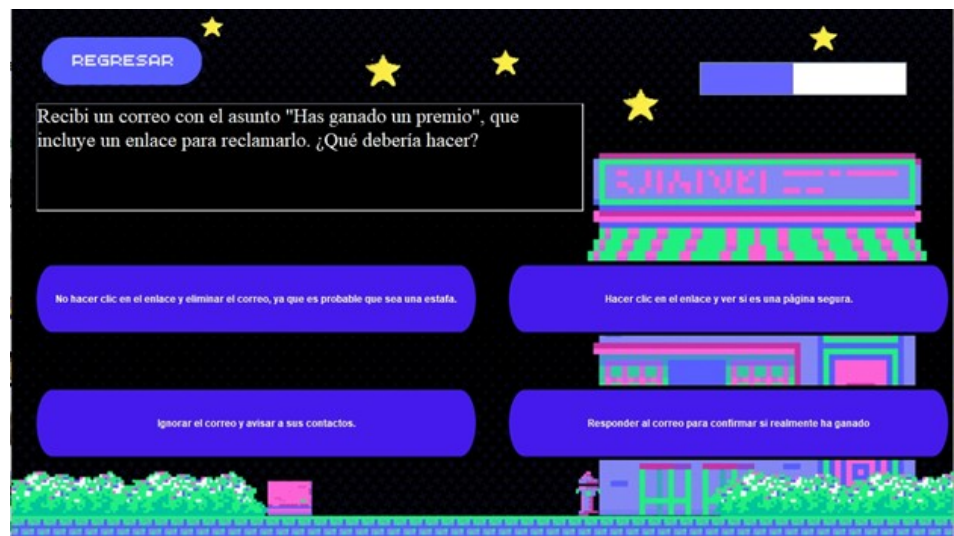 REGRESAR
Recibi un correo con el asunto "Has ganado un premio", que
incluye un enlace para reclamarlo. ¿Qué debería hacer?
No hacer clic en el enlace y eliminar el correo, ya que es probable que sea una estafa.
Hacer clic en el enlace y ver si es una página segura.
Ignorar el correo y avisar a sus contactos.
Responder al correo para confirmar si realmente ha ganado